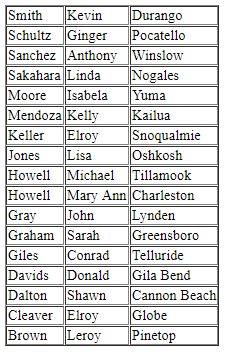 Smith Kevin Durango
Schultz Ginger Pocatello
Sanchez Anthony Winslow
Sakahara Linda Nogales
Moore Isabela Yuma
Mendoza Kelly Kailua
Keller Elroy Snoqualmie
Jones Lisa Oshkosh
Howell Michael Tillamook
Howell Mary Ann Charleston
Gray John Lynden
Graham Sarah Greensboro
Giles Conrad Telluride
Davids Donald Gila Bend
Dalton Shawn Cannon Beach
Cleaver Elroy Globe
Brown Leroy Pinetop